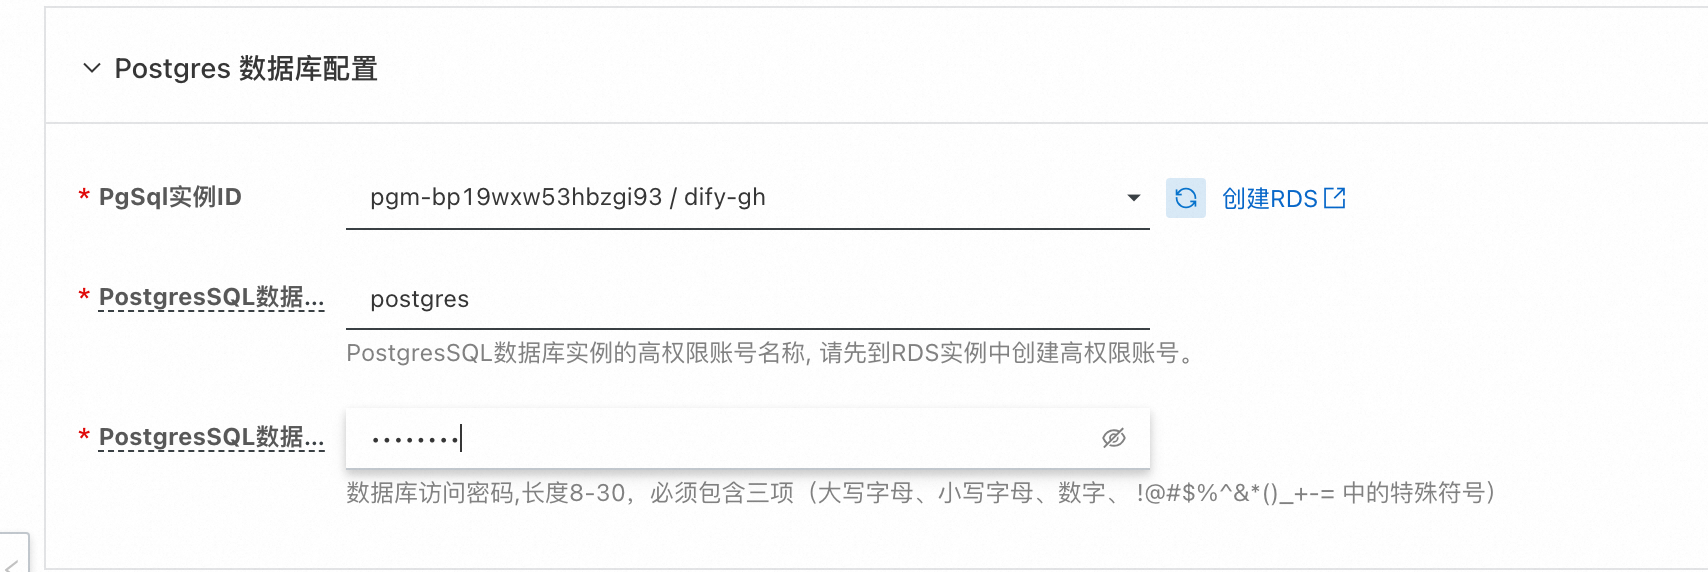 Postgres 数据库配置
* PgSql实例ID
pgm-bp19wxw53hbzgi93 / dify-gh
创建RDS
* PostgresSQL数据...
postgres
PostgresSQL数据库实例的高权限账号名称, 请先到RDS实例中创建高权限账号。
* PostgresSQL数据...
••••••••
数据库访问密码,长度8-30，必须包含三项（大写字母、小写字母、数字、 !@#$%^&*()_+-= 中的特殊符号）